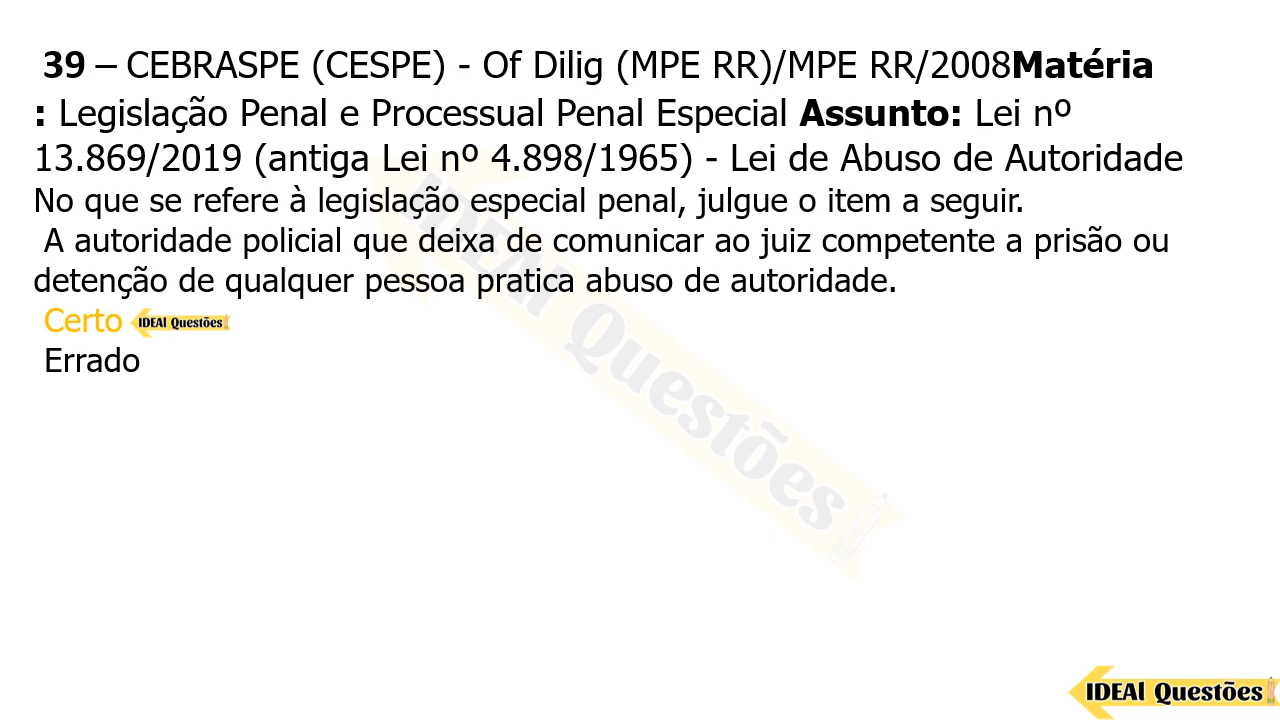 39 – CEBRASPE (CESPE) - Of Dilig (MPE RR)/MPE RR/2008Matéria
: Legislação Penal e Processual Penal Especial Assunto: Lei nº
13.869/2019 (antiga Lei nº 4.898/1965) - Lei de Abuso de Autoridade
No que se refere à legislação especial penal, julgue o item a seguir.
A autoridade policial que deixa de comunicar ao juiz competente a prisão ou
detenção de qualquer pessoa pratica abuso de autoridade.
Certo IDEAl Questões
Errado
IDEAl Questões
IDEAl Questões